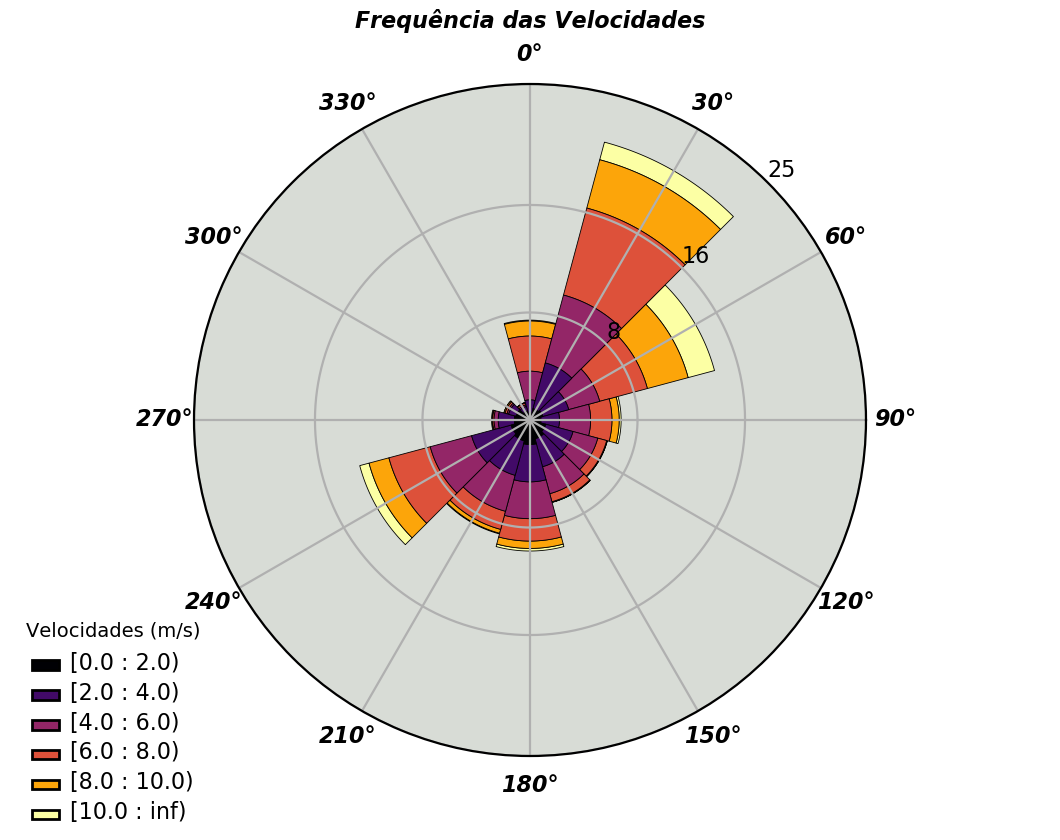 Frequência das Velocidades
0°
330°
30°
25
300°
60°
16
8
270°
90°
240°
120°
210°
150°
180°
Velocidades (m/s)
[0.0 : 2.0)
[2.0 : 4.0)
[4.0 : 6.0)
[6.0 : 8.0)
[8.0 : 10.0)
[10.0 : inf)